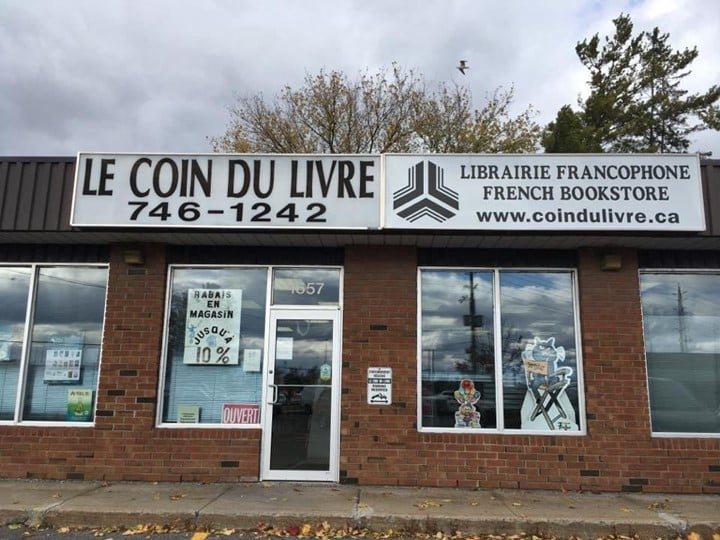 LE COIN DU LIVRE
746-1242
LIBRAIRIE FRANCOPHONE
FRENCH BOOKSTORE
www.coindulivre.ca
1657
RABAIS
EN
MAGASIN
JUSQU'À
10%
OUVERT